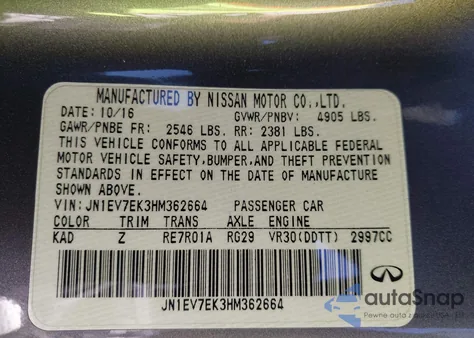 MANUFACTURED BY NISSAN MOTOR CO.,LTD.
DATE: 10/16 GVWR/PNBV: 4905 LBS.
GAWR/PNBE FR: 2546 LBS. RR: 2381 LBS.
THIS VEHICLE CONFORMS TO ALL APPLICABLE FEDERAL
MOTOR VEHICLE SAFETY,BUMPER,AND THEFT PREVENTION
STANDARDS IN EFFECT ON THE DATE OF MANUFACTURE
SHOWN ABOVE.
VIN: JN1EV7EK3HM362664 PASSENGER CAR
COLOR TRIM TRANS AXLE ENGINE
KAD Z RE7R01A RG29 VR30(DDTT) 2997CC
JN1EV7EK3HM362664
autoSnap